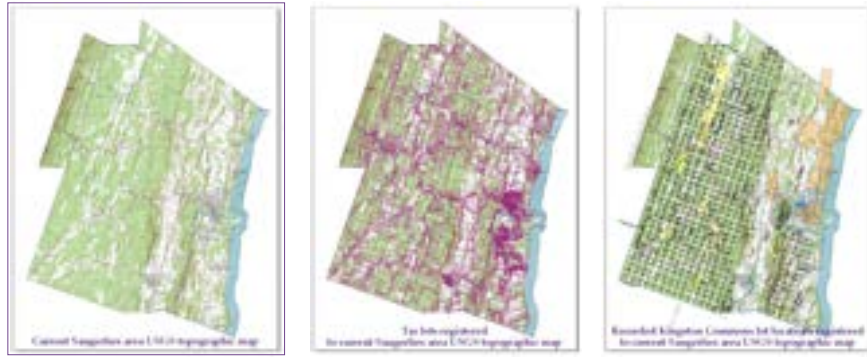 Current Saugerties area USGS topographic map
Tax lots registered
to current Saugerties area USGS topographic map
Recorded Kingston Commons lot locations registered
to current Saugerties area USGS topographic map